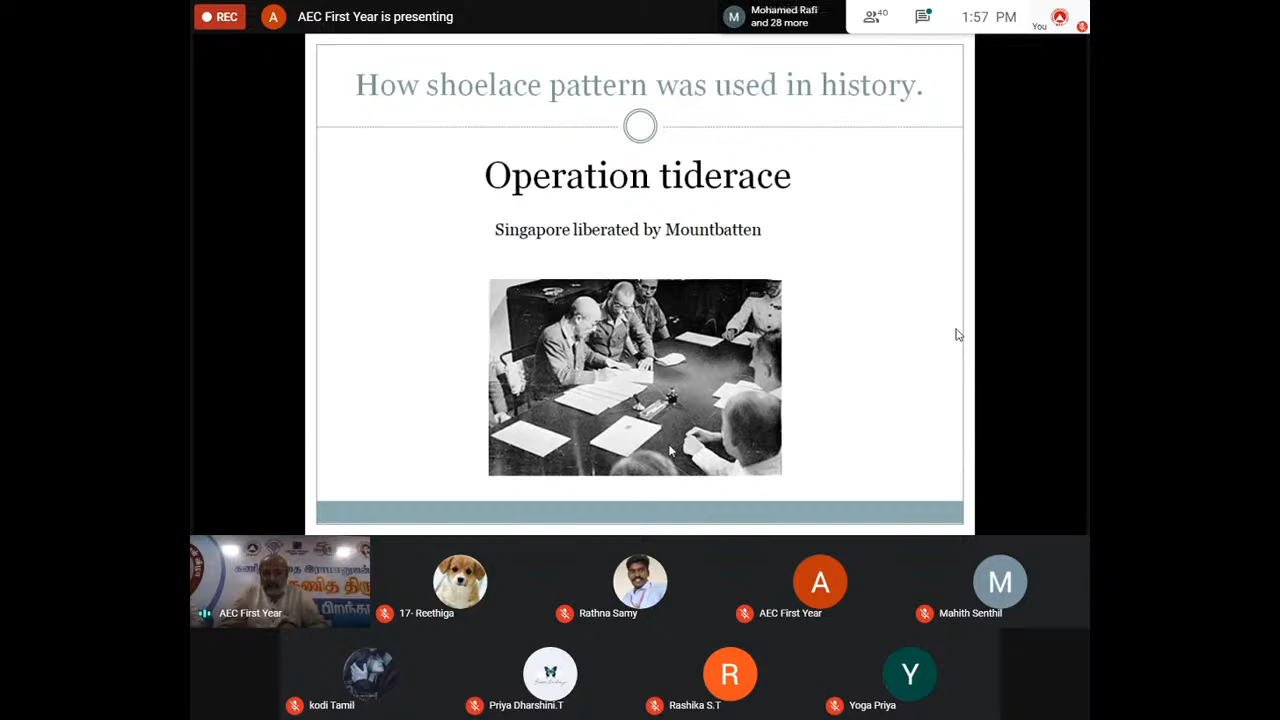 REC
A
AEC First Year is presenting
M
Mohamed Rafi
and 28 more
40
1:57 PM
You
How shoelace pattern was used in history.
Operation tiderace
Singapore liberated by Mountbatten
AEC First Year
17- Reethiga
Rathna Samy
A
AEC First Year
M
Mahith Senthil
kodi Tamil
Priya Dharshini.T
R
Rashika S.T
Y
Yoga Priya